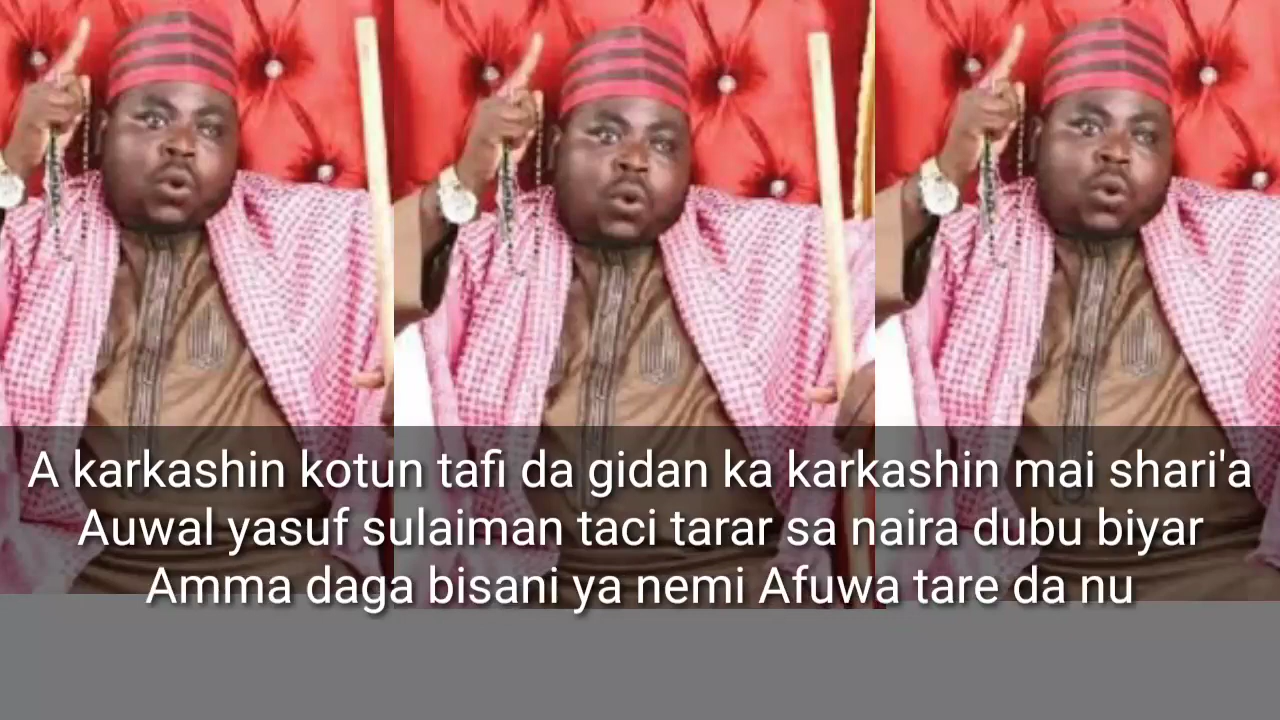 A karkashin kotun tafi da gidan ka karkashin mai shari'a
Auwal yasuf sulaiman taci tarar sa naira dubu biyar
Amma daga bisani ya nemi Afuwa tare da nu